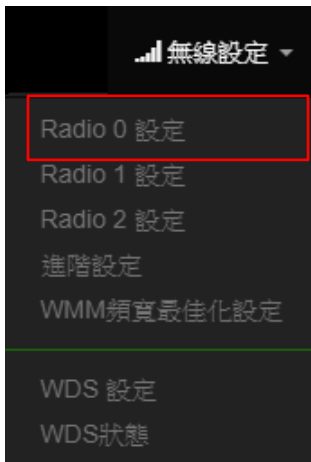 無線設定
Radio 0 設定
Radio 1 設定
Radio 2 設定
進階設定
WMM頻寬最佳化設定
WDS 設定
WDS狀態